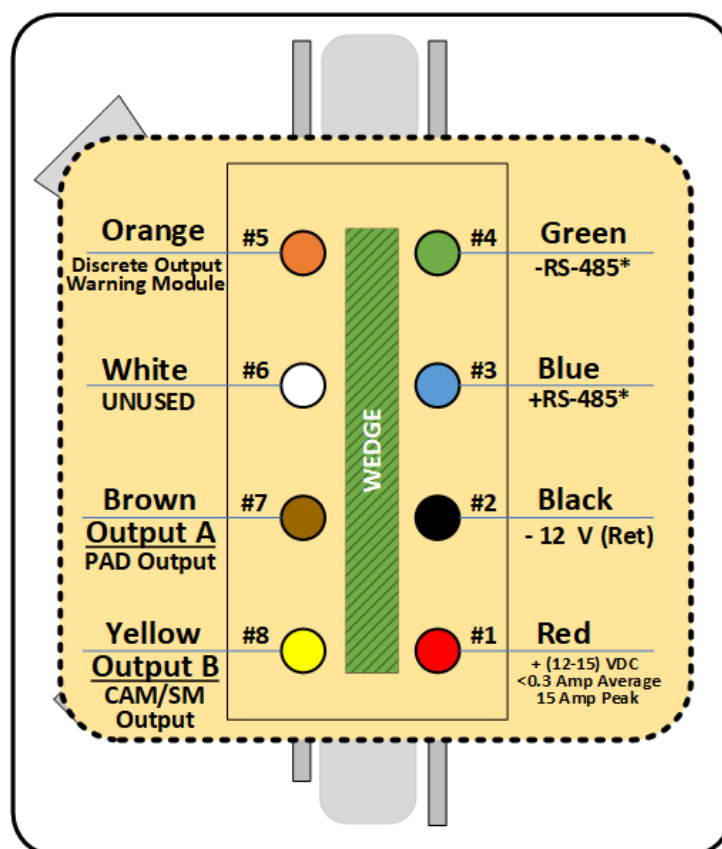 Orange
#5
Discrete Output
Warning Module
#4
Green
-RS-485*
White
#6
UNUSED
#3
Blue
+RS-485*
WEDGE
Brown
#7
Output A
PAD Output
#2
Black
- 12 V (Ret)
Yellow
#8
Output B
CAM/SM
Output
#1
Red
+ (12-15) VDC
<0.3 Amp Average
15 Amp Peak